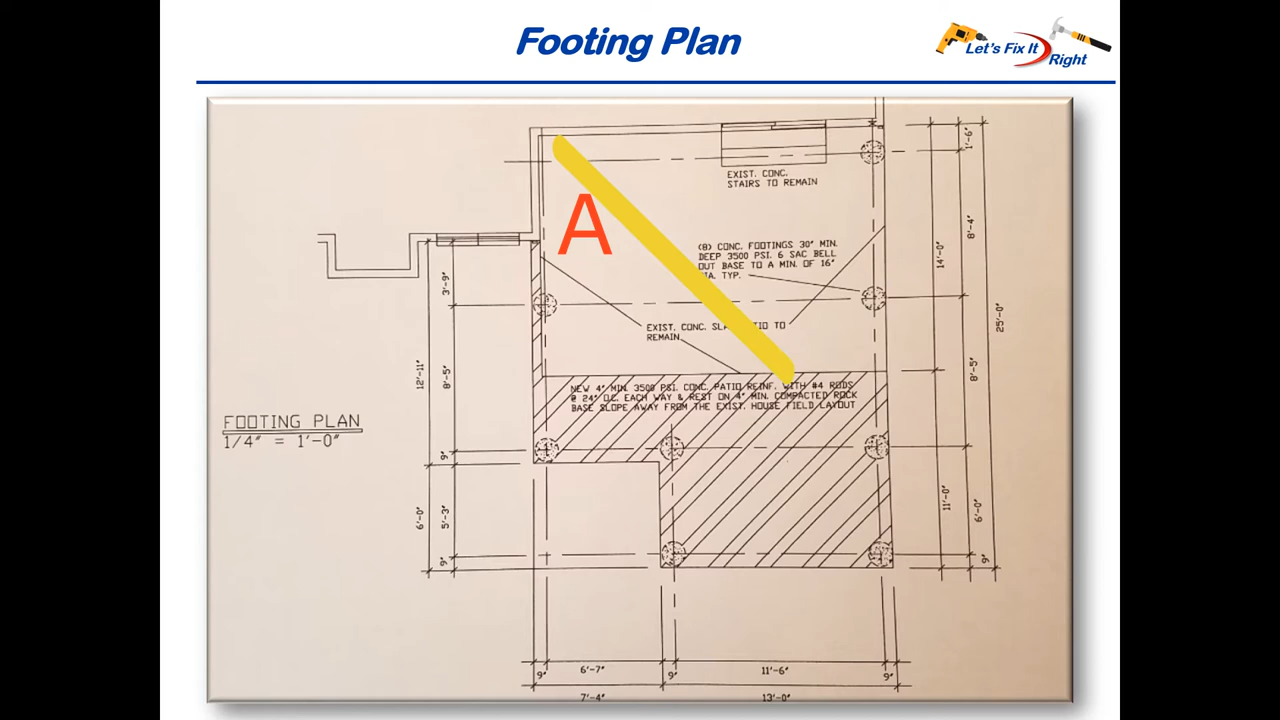 Footing Plan
Let's Fix It
Right
EXIST. CONC.
STAIRS TO REMAIN
1'-6"
A
8'-4"
(8) CONC. FOOTINGS 30" MIN.
DEEP 3500 PSI. 6 SAC BELL
OUT BASE TO A MIN. OF 16"
DIA. TYP.
14'-0"
3'-9"
25'-0"
EXIST. CONC. TO
REMAIN
12'-11"
8'-5"
8'-5"
NEW 4" MIN. 3500 PSI. CONC. PATIO REINF. WITH #4 RODS
@ 24" O.C. EACH WAY & REST ON 4" MIN. COMPACTED ROCK
BASE SLOPE AWAY FROM THE EXIST. HOUSE FIELD LAYOUT
FOOTING PLAN
1/4" = 1'-0"
9"
6'-0"
5'-3"
11'-0"
6'-0"
9"
9"
6'-7"
11'-6"
9"
9"
9"
7'-4"
13'-0"